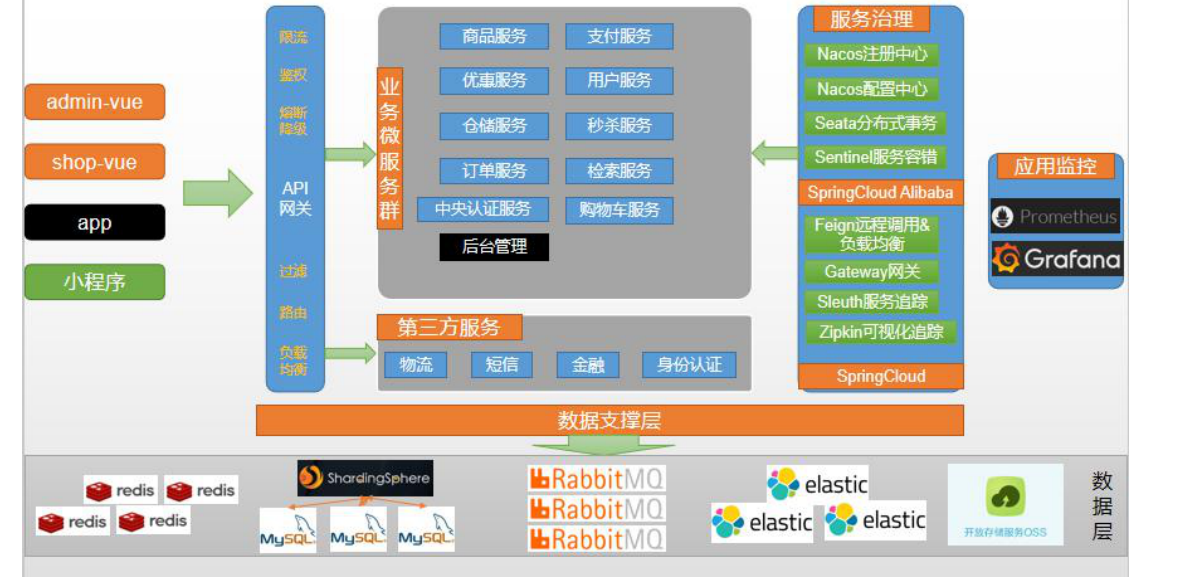 admin-vue
shop-vue
app
小程序
限流
鉴权
熔断
降级
API
网关
过滤
路由
负载
均衡
业务微服务群
商品服务
支付服务
优惠服务
用户服务
仓储服务
秒杀服务
订单服务
检索服务
中央认证服务
购物车服务
后台管理
第三方服务
物流
短信
金融
身份认证
服务治理
Nacos注册中心
Nacos配置中心
Seata分布式事务
Sentinel服务容错
SpringCloud Alibaba
Feign远程调用&
负载均衡
Gateway网关
Sleuth服务追踪
Zipkin可视化追踪
SpringCloud
应用监控
Prometheus
Grafana
数据支撑层
redis
redis
redis
redis
ShardingSphere
MySQL
MySQL
MySQL
RabbitMQ
RabbitMQ
RabbitMQ
elastic
elastic
elastic
开放存储服务OSS
数据层